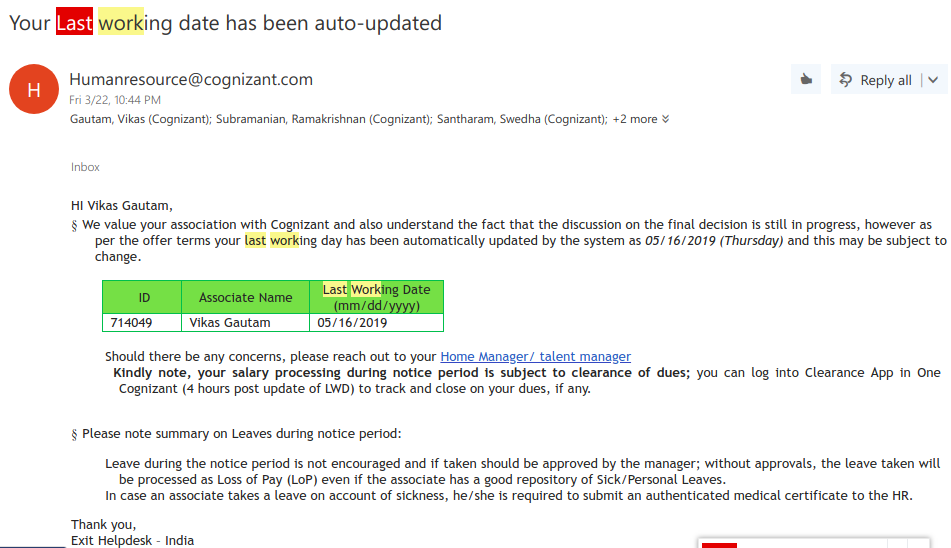 Your Last working date has been auto-updated
H
Humanresource@cognizant.com
Reply all
Fri 3/22, 10:44 PM
Gautam, Vikas (Cognizant); Subramanian, Ramakrishnan (Cognizant); Santharam, Swedha (Cognizant); +2 more
Inbox
HI Vikas Gautam,
§ We value your association with Cognizant and also understand the fact that the discussion on the final decision is still in progress, however as
per the offer terms your last working day has been automatically updated by the system as 05/16/2019 (Thursday) and this may be subject to
change.
ID Associate Name Last Working Date
(mm/dd/yyyy)
714049 Vikas Gautam 05/16/2019
Should there be any concerns, please reach out to your Home Manager/ talent manager
Kindly note, your salary processing during notice period is subject to clearance of dues; you can log into Clearance App in One
Cognizant (4 hours post update of LWD) to track and close on your dues, if any.
§ Please note summary on Leaves during notice period:
Leave during the notice period is not encouraged and if taken should be approved by the manager; without approvals, the leave taken will
be processed as Loss of Pay (LoP) even if the associate has a good repository of Sick/Personal Leaves.
In case an associate takes a leave on account of sickness, he/she is required to submit an authenticated medical certificate to the HR.
Thank you,
Exit Helpdesk - India